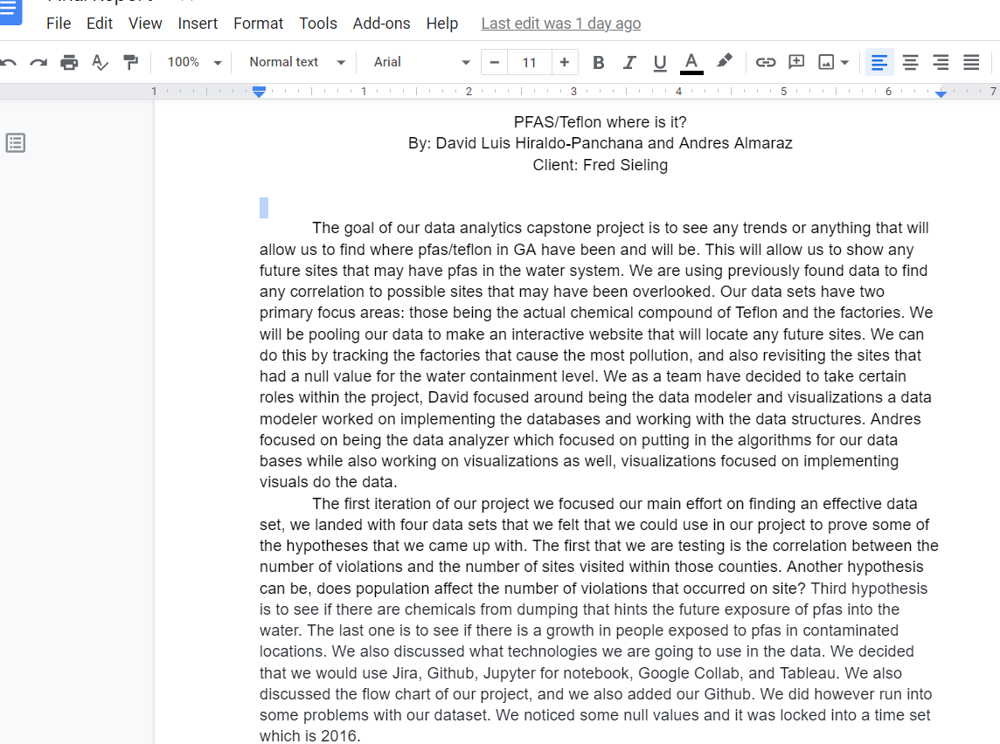 Final Report
File Edit View Insert Format Tools Add-ons Help Last edit was 1 day ago
100% Normal text Arial 11 B I U A
1 1 2 3 4 5 6 7
PFAS/Teflon where is it?
By: David Luis Hiraldo-Panchana and Andres Almaraz
Client: Fred Sieling
The goal of our data analytics capstone project is to see any trends or anything that will
allow us to find where pfas/teflon in GA have been and will be. This will allow us to show any
future sites that may have pfas in the water system. We are using previously found data to find
any correlation to possible sites that may have been overlooked. Our data sets have two
primary focus areas: those being the actual chemical compound of Teflon and the factories. We
will be pooling our data to make an interactive website that will locate any future sites. We can
do this by tracking the factories that cause the most pollution, and also revisiting the sites that
had a null value for the water containment level. We as a team have decided to take certain
roles within the project, David focused around being the data modeler and visualizations a data
modeler worked on implementing the databases and working with the data structures. Andres
focused on being the data analyzer which focused on putting in the algorithms for our data
bases while also working on visualizations as well, visualizations focused on implementing
visuals do the data.
The first iteration of our project we focused our main effort on finding an effective data
set, we landed with four data sets that we felt that we could use in our project to prove some of
the hypotheses that we came up with. The first that we are testing is the correlation between the
number of violations and the number of sites visited within those counties. Another hypothesis
can be, does population affect the number of violations that occurred on site? Third hypothesis
is to see if there are chemicals from dumping that hints the future exposure of pfas into the
water. The last one is to see if there is a growth in people exposed to pfas in contaminated
locations. We also discussed what technologies we are going to use in the data. We decided
that we would use Jira, Github, Jupyter for notebook, Google Collab, and Tableau. We also
discussed the flow chart of our project, and we also added our Github. We did however run into
some problems with our dataset. We noticed some null values and it was locked into a time set
which is 2016.